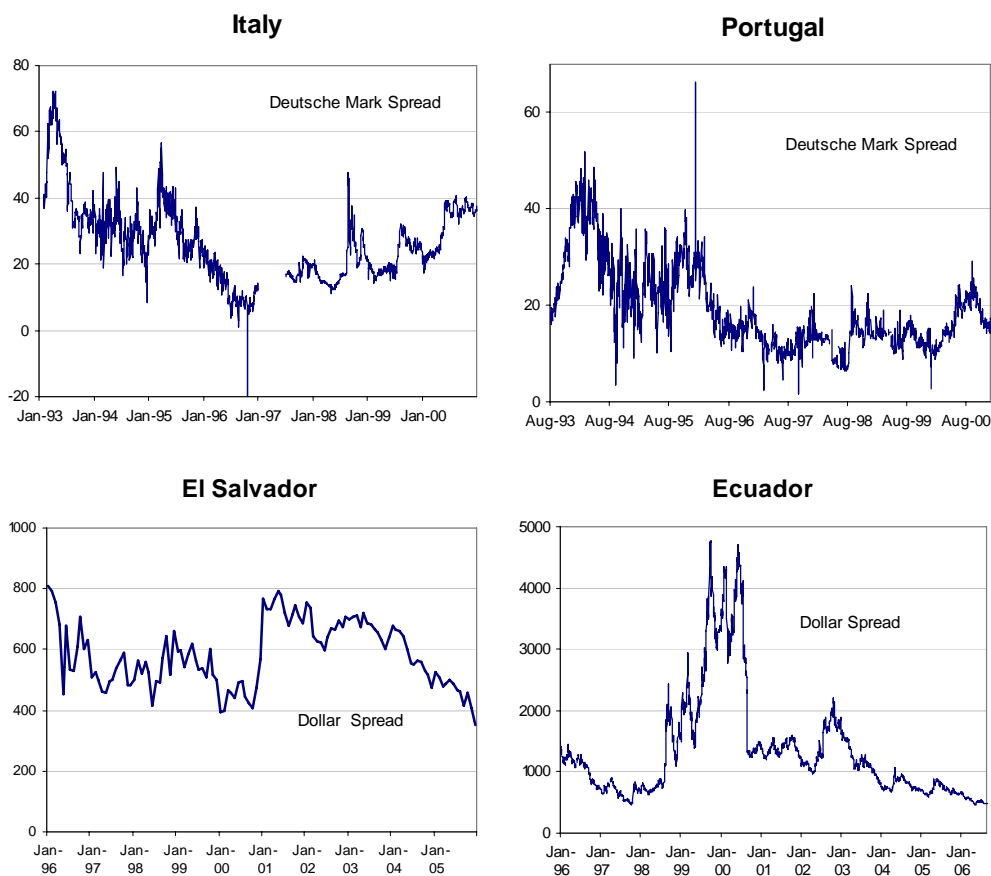 Italy
80
60
40
20
0
-20
Deutsche Mark Spread
Jan-93 Jan-94 Jan-95 Jan-96 Jan-97 Jan-98 Jan-99 Jan-00
Portugal
60
40
20
0
Deutsche Mark Spread
Aug-93 Aug-94 Aug-95 Aug-96 Aug-97 Aug-98 Aug-99 Aug-00
El Salvador
1000
800
600
400
200
0
Dollar Spread
Jan- Jan- Jan- Jan- Jan- Jan- Jan- Jan- Jan- Jan-
96 97 98 99 00 01 02 03 04 05
Ecuador
5000
4000
3000
2000
1000
0
Dollar Spread
Jan- Jan- Jan- Jan- Jan- Jan- Jan- Jan- Jan- Jan- Jan-
96 97 98 99 00 01 02 03 04 05 06